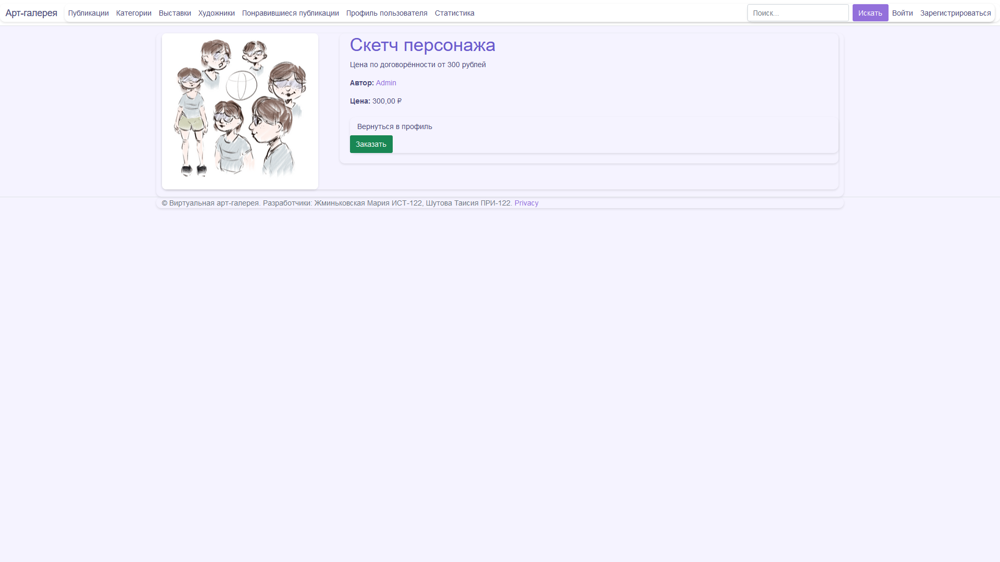 Арт-галерея Публикации Категории Выставки Художники Понравившиеся публикации Профиль пользователя Статистика Поиск... Искать Войти Зарегистрироваться
Скетч персонажа
Цена по договорённости от 300 рублей
Автор: Admin
Цена: 300,00 ₽
Вернуться в профиль
Заказать
© Виртуальная арт-галерея. Разработчики: Жминьковская Мария ИСТ-122, Шутова Таисия ПРИ-122. Privacy